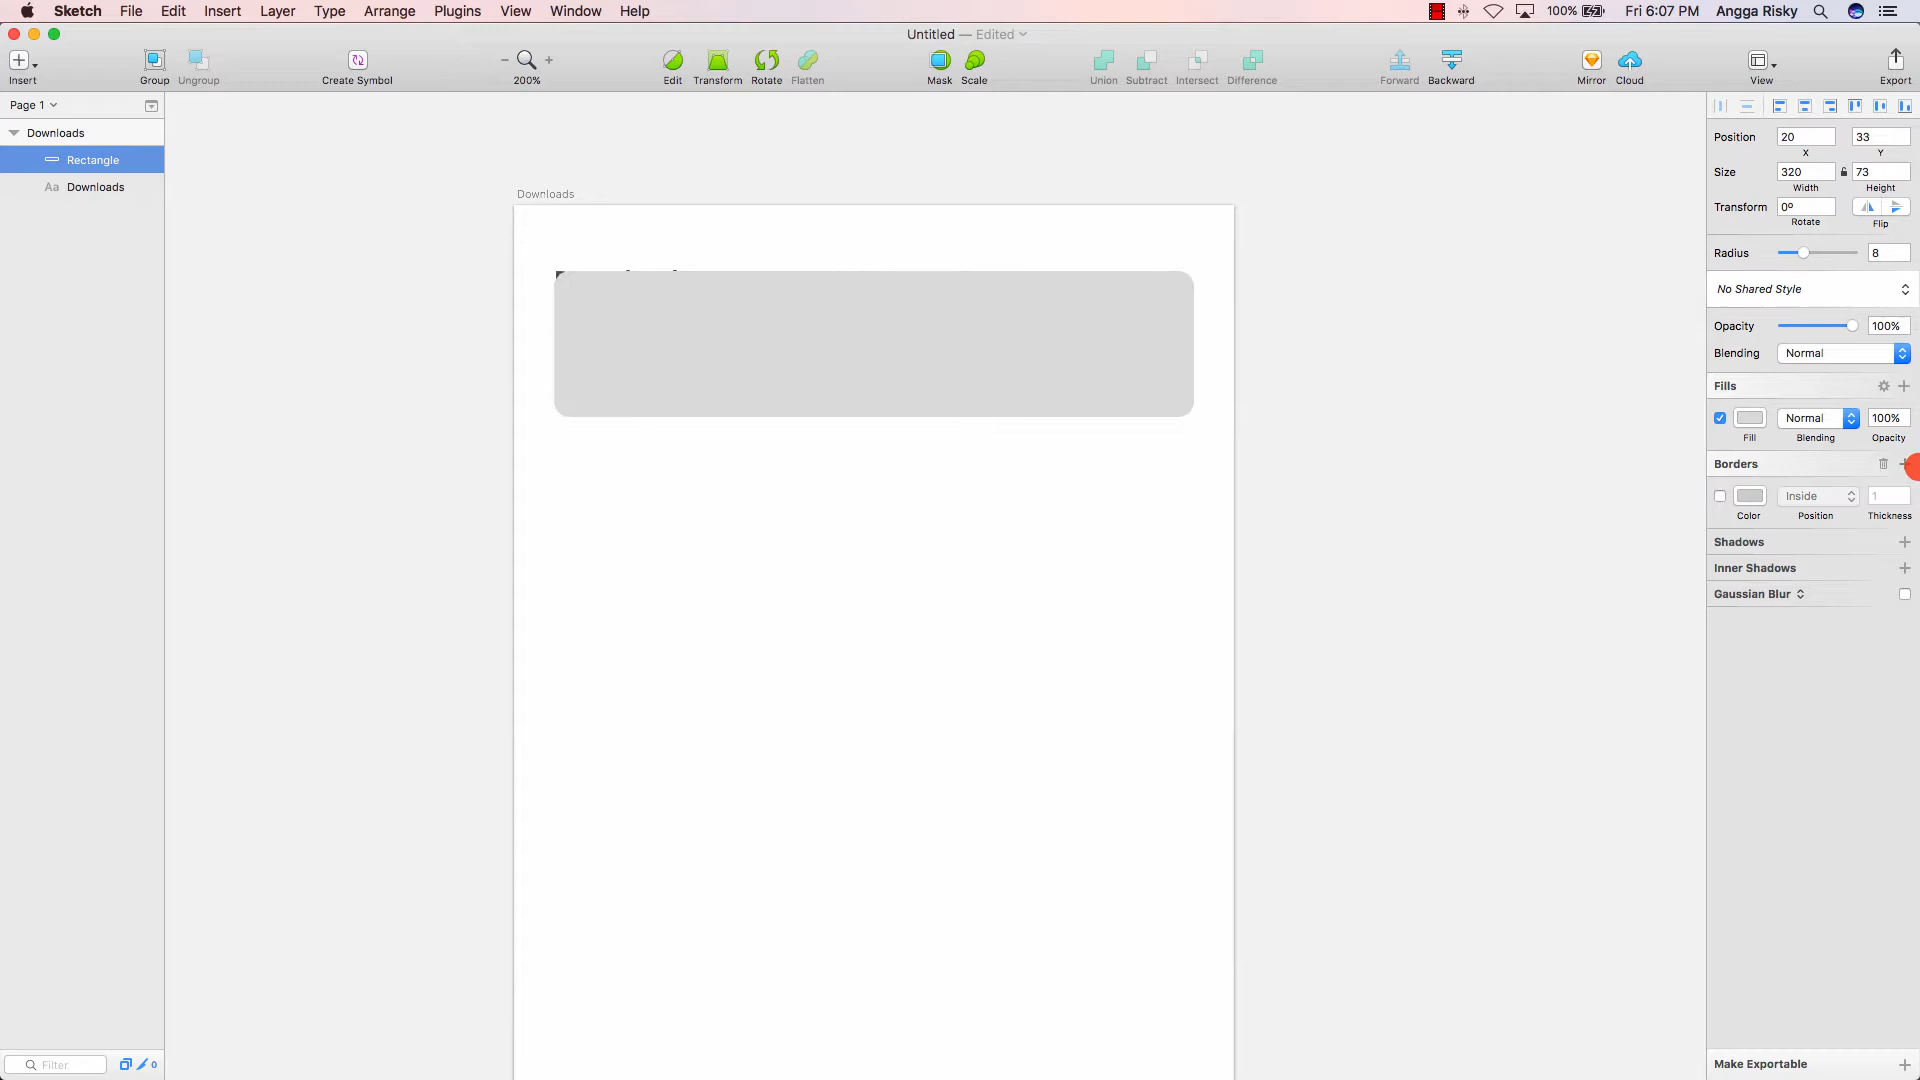 Sketch File Edit Insert Layer Type Arrange Plugins View Window Help 100% Fri 6:07 PM Angga Risky
Untitled — Edited
Insert Group Ungroup Create Symbol 200% Edit Transform Rotate Flatten Mask Scale Union Subtract Intersect Difference Forward Backward Mirror Cloud View Export
Page 1
Downloads
Rectangle
Aa Downloads
Downloads
Position 20 33
X Y
Size 320 73
Width Height
Transform 0º
Rotate Flip
Radius 8
No Shared Style
Opacity 100%
Blending Normal
Fills
Normal 100%
Fill Blending Opacity
Borders
Inside 1
Color Position Thickness
Shadows
Inner Shadows
Gaussian Blur
Filter 0
Make Exportable